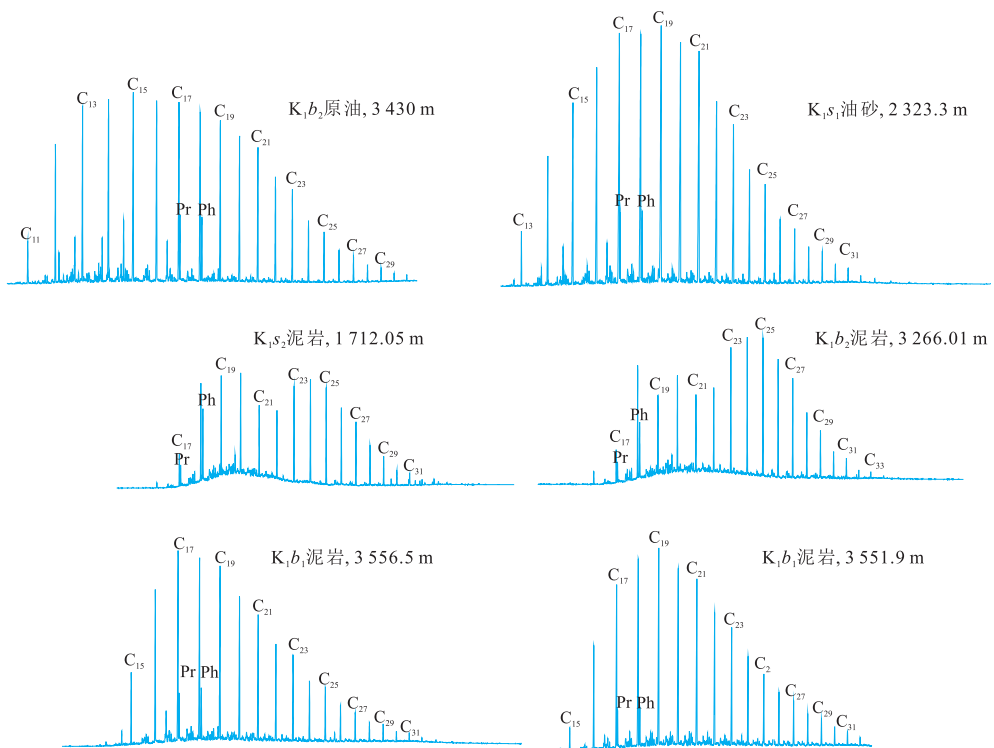 K₁b₂原油, 3 430 m
C₁₁
C₁₃
C₁₅
C₁₇
Pr
Ph
C₁₉
C₂₁
C₂₃
C₂₅
C₂₇
C₂₉
K₁s₁油砂, 2 323.3 m
C₁₃
C₁₅
C₁₇
Pr
Ph
C₁₉
C₂₁
C₂₃
C₂₅
C₂₇
C₂₉
C₃₁
K₁s₂泥岩, 1 712.05 m
C₁₇
Pr
Ph
C₁₉
C₂₁
C₂₃
C₂₅
C₂₇
C₂₉
C₃₁
K₁b₂泥岩, 3 266.01 m
C₁₇
Pr
Ph
C₁₉
C₂₁
C₂₃
C₂₅
C₂₇
C₂₉
C₃₁
C₃₃
K₁b₁泥岩, 3 556.5 m
C₁₅
C₁₇
Pr
Ph
C₁₉
C₂₁
C₂₃
C₂₅
C₂₇
C₂₉
C₃₁
K₁b₁泥岩, 3 551.9 m
C₁₅
C₁₇
Pr
Ph
C₁₉
C₂₁
C₂₃
C₂
C₂₇
C₂₉
C₃₁